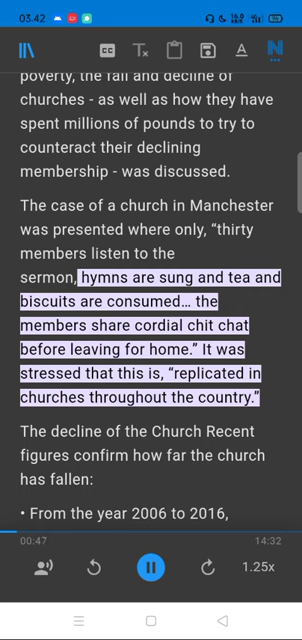 03.42
poverty, the fall and decline of
churches - as well as how they have
spent millions of pounds to try to
counteract their declining
membership - was discussed.
The case of a church in Manchester
was presented where only, “thirty
members listen to the
sermon, hymns are sung and tea and
biscuits are consumed… the
members share cordial chit chat
before leaving for home.” It was
stressed that this is, “replicated in
churches throughout the country.”
The decline of the Church Recent
figures confirm how far the church
has fallen:
• From the year 2006 to 2016,
00:47
14:32
1.25x